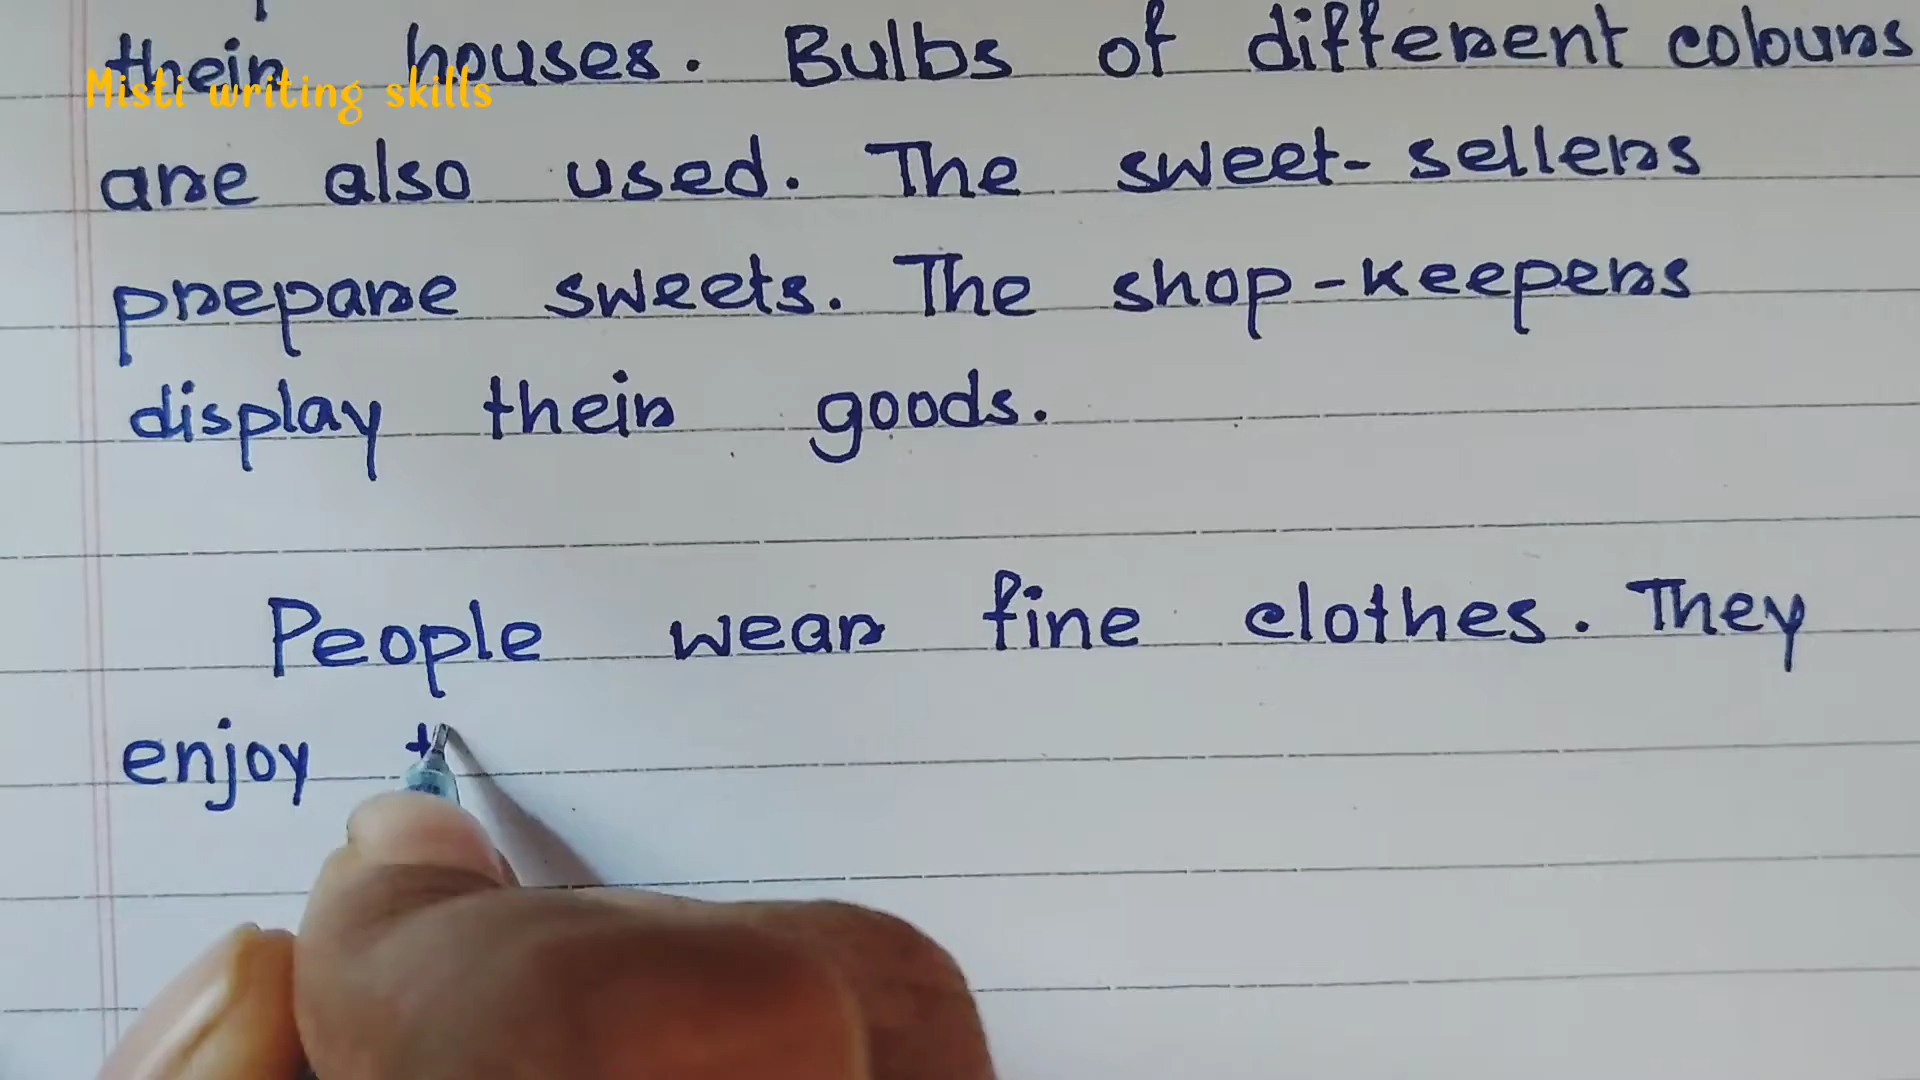 their houses. Bulbs of different colours
Misti writing skills
are also used. The sweet-sellers
prepare sweets. The shop-keepers
display their goods.
People wear fine clothes. They
enjoy t